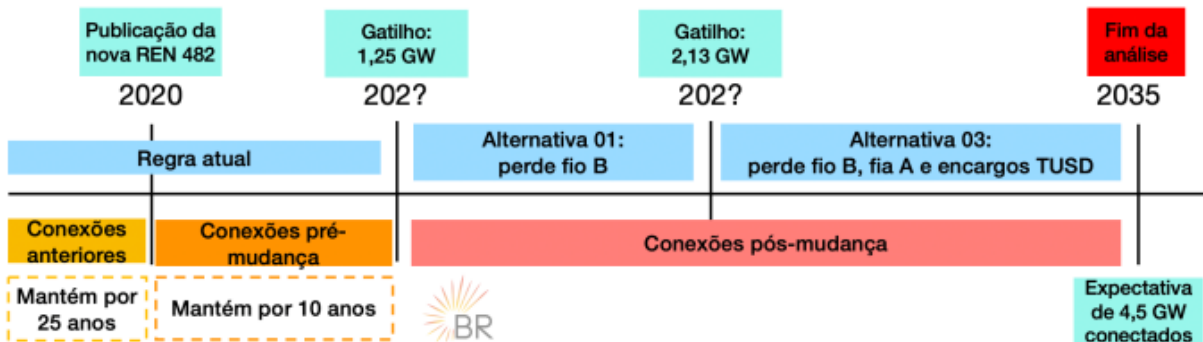 Publicação da
nova REN 482
Gatilho:
1,25 GW
Gatilho:
2,13 GW
Fim da
análise
2020
202?
202?
2035
Regra atual
Alternativa 01:
perde fio B
Alternativa 03:
perde fio B, fia A e encargos TUSD
Conexões
anteriores
Conexões pré-
mudança
Conexões pós-mudança
Mantém por
25 anos
Mantém por 10 anos
BR
Expectativa
de 4,5 GW
conectados